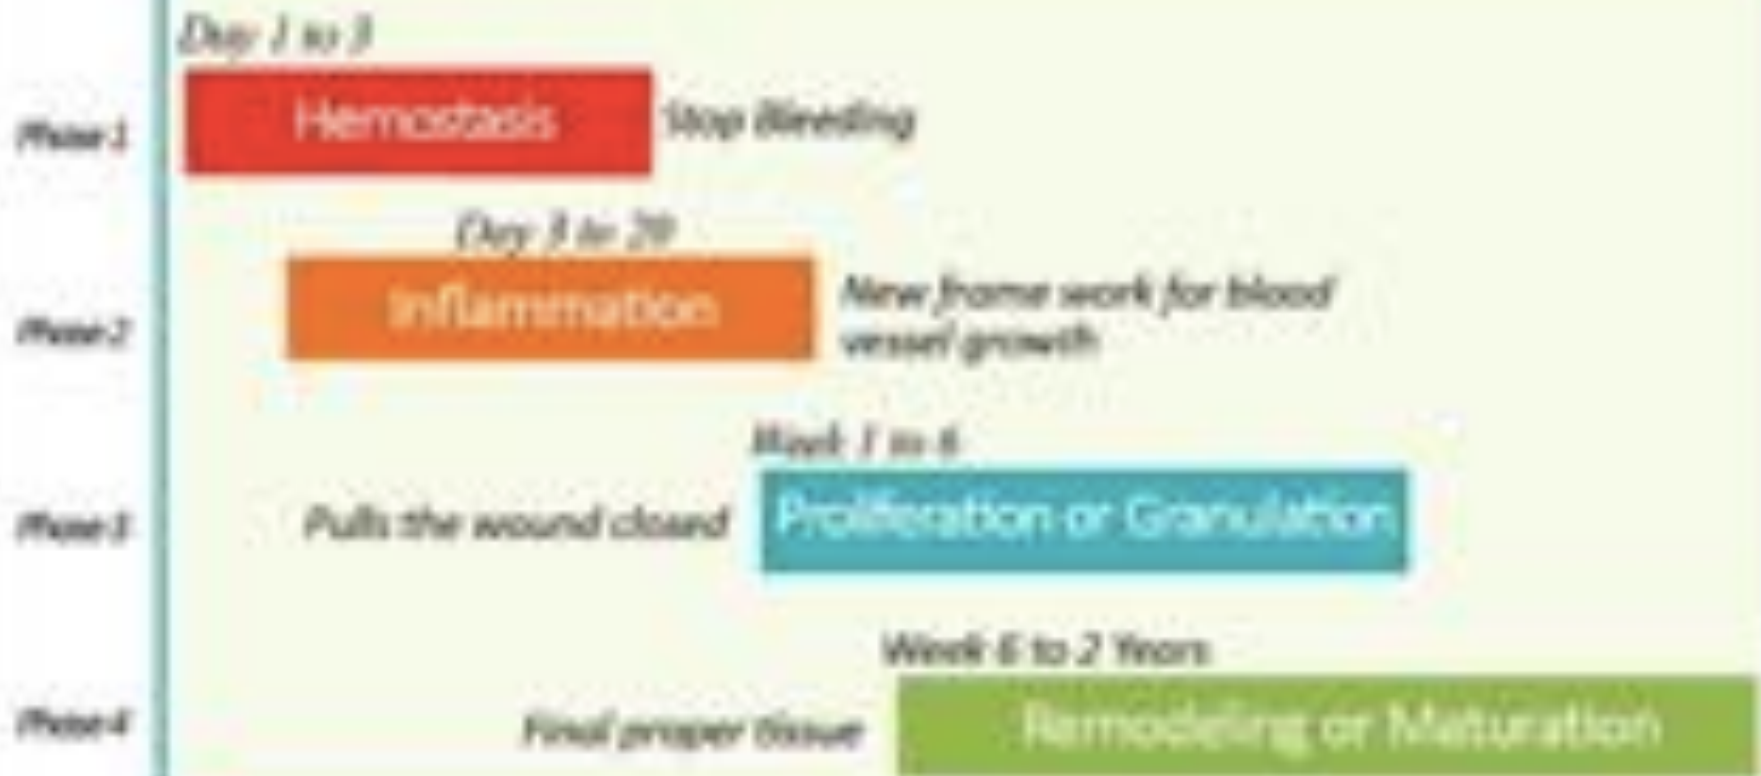 Day 1 to 3
Phase 1
Hemostasis
Stop Bleeding
Day 3 to 20
Phase 2
Inflammation
New frame work for blood
vessel growth
Week 1 to 6
Phase 3
Pulls the wound closed
Proliferation or Granulation
Week 6 to 2 Years
Phase 4
Final proper tissue
Remodeling or Maturation